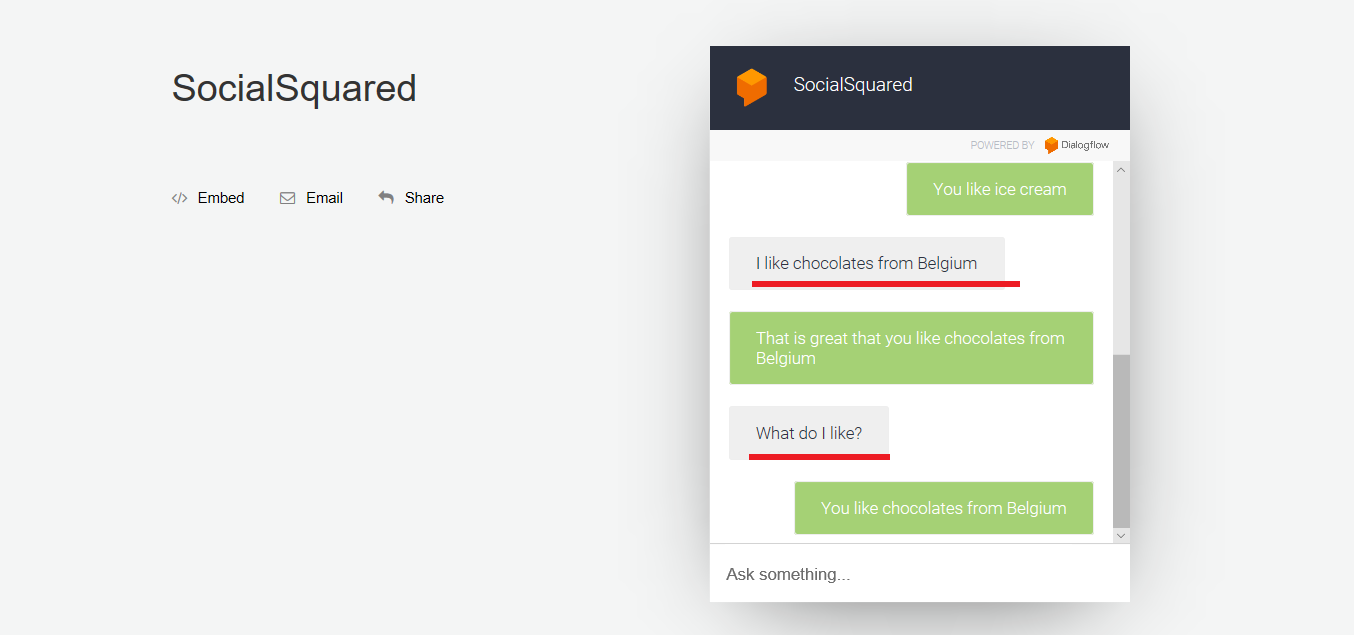 SocialSquared
Embed
Email
Share
SocialSquared
POWERED BY Dialogflow
You like ice cream
I like chocolates from Belgium
That is great that you like chocolates from
Belgium
What do I like?
You like chocolates from Belgium
Ask something...